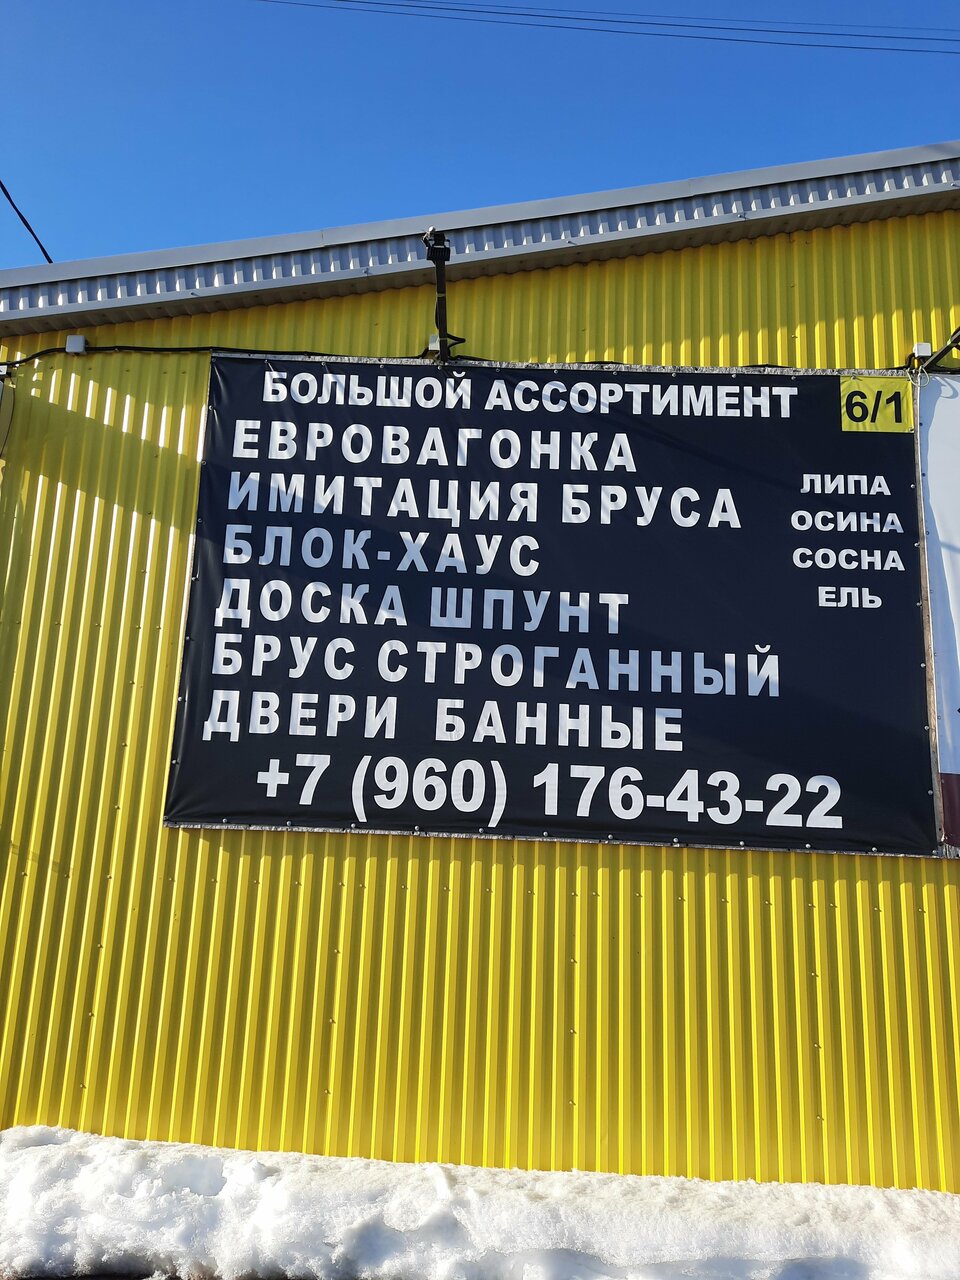 БОЛЬШОЙ АССОРТИМЕНТ
6/1
ЕВРОВАГОНКА
ИМИТАЦИЯ БРУСА
БЛОК-ХАУС
ДОСКА ШПУНТ
БРУС СТРОГАННЫЙ
ДВЕРИ БАННЫЕ
ЛИПА
ОСИНА
СОСНА
ЕЛЬ
+7 (960) 176-43-22